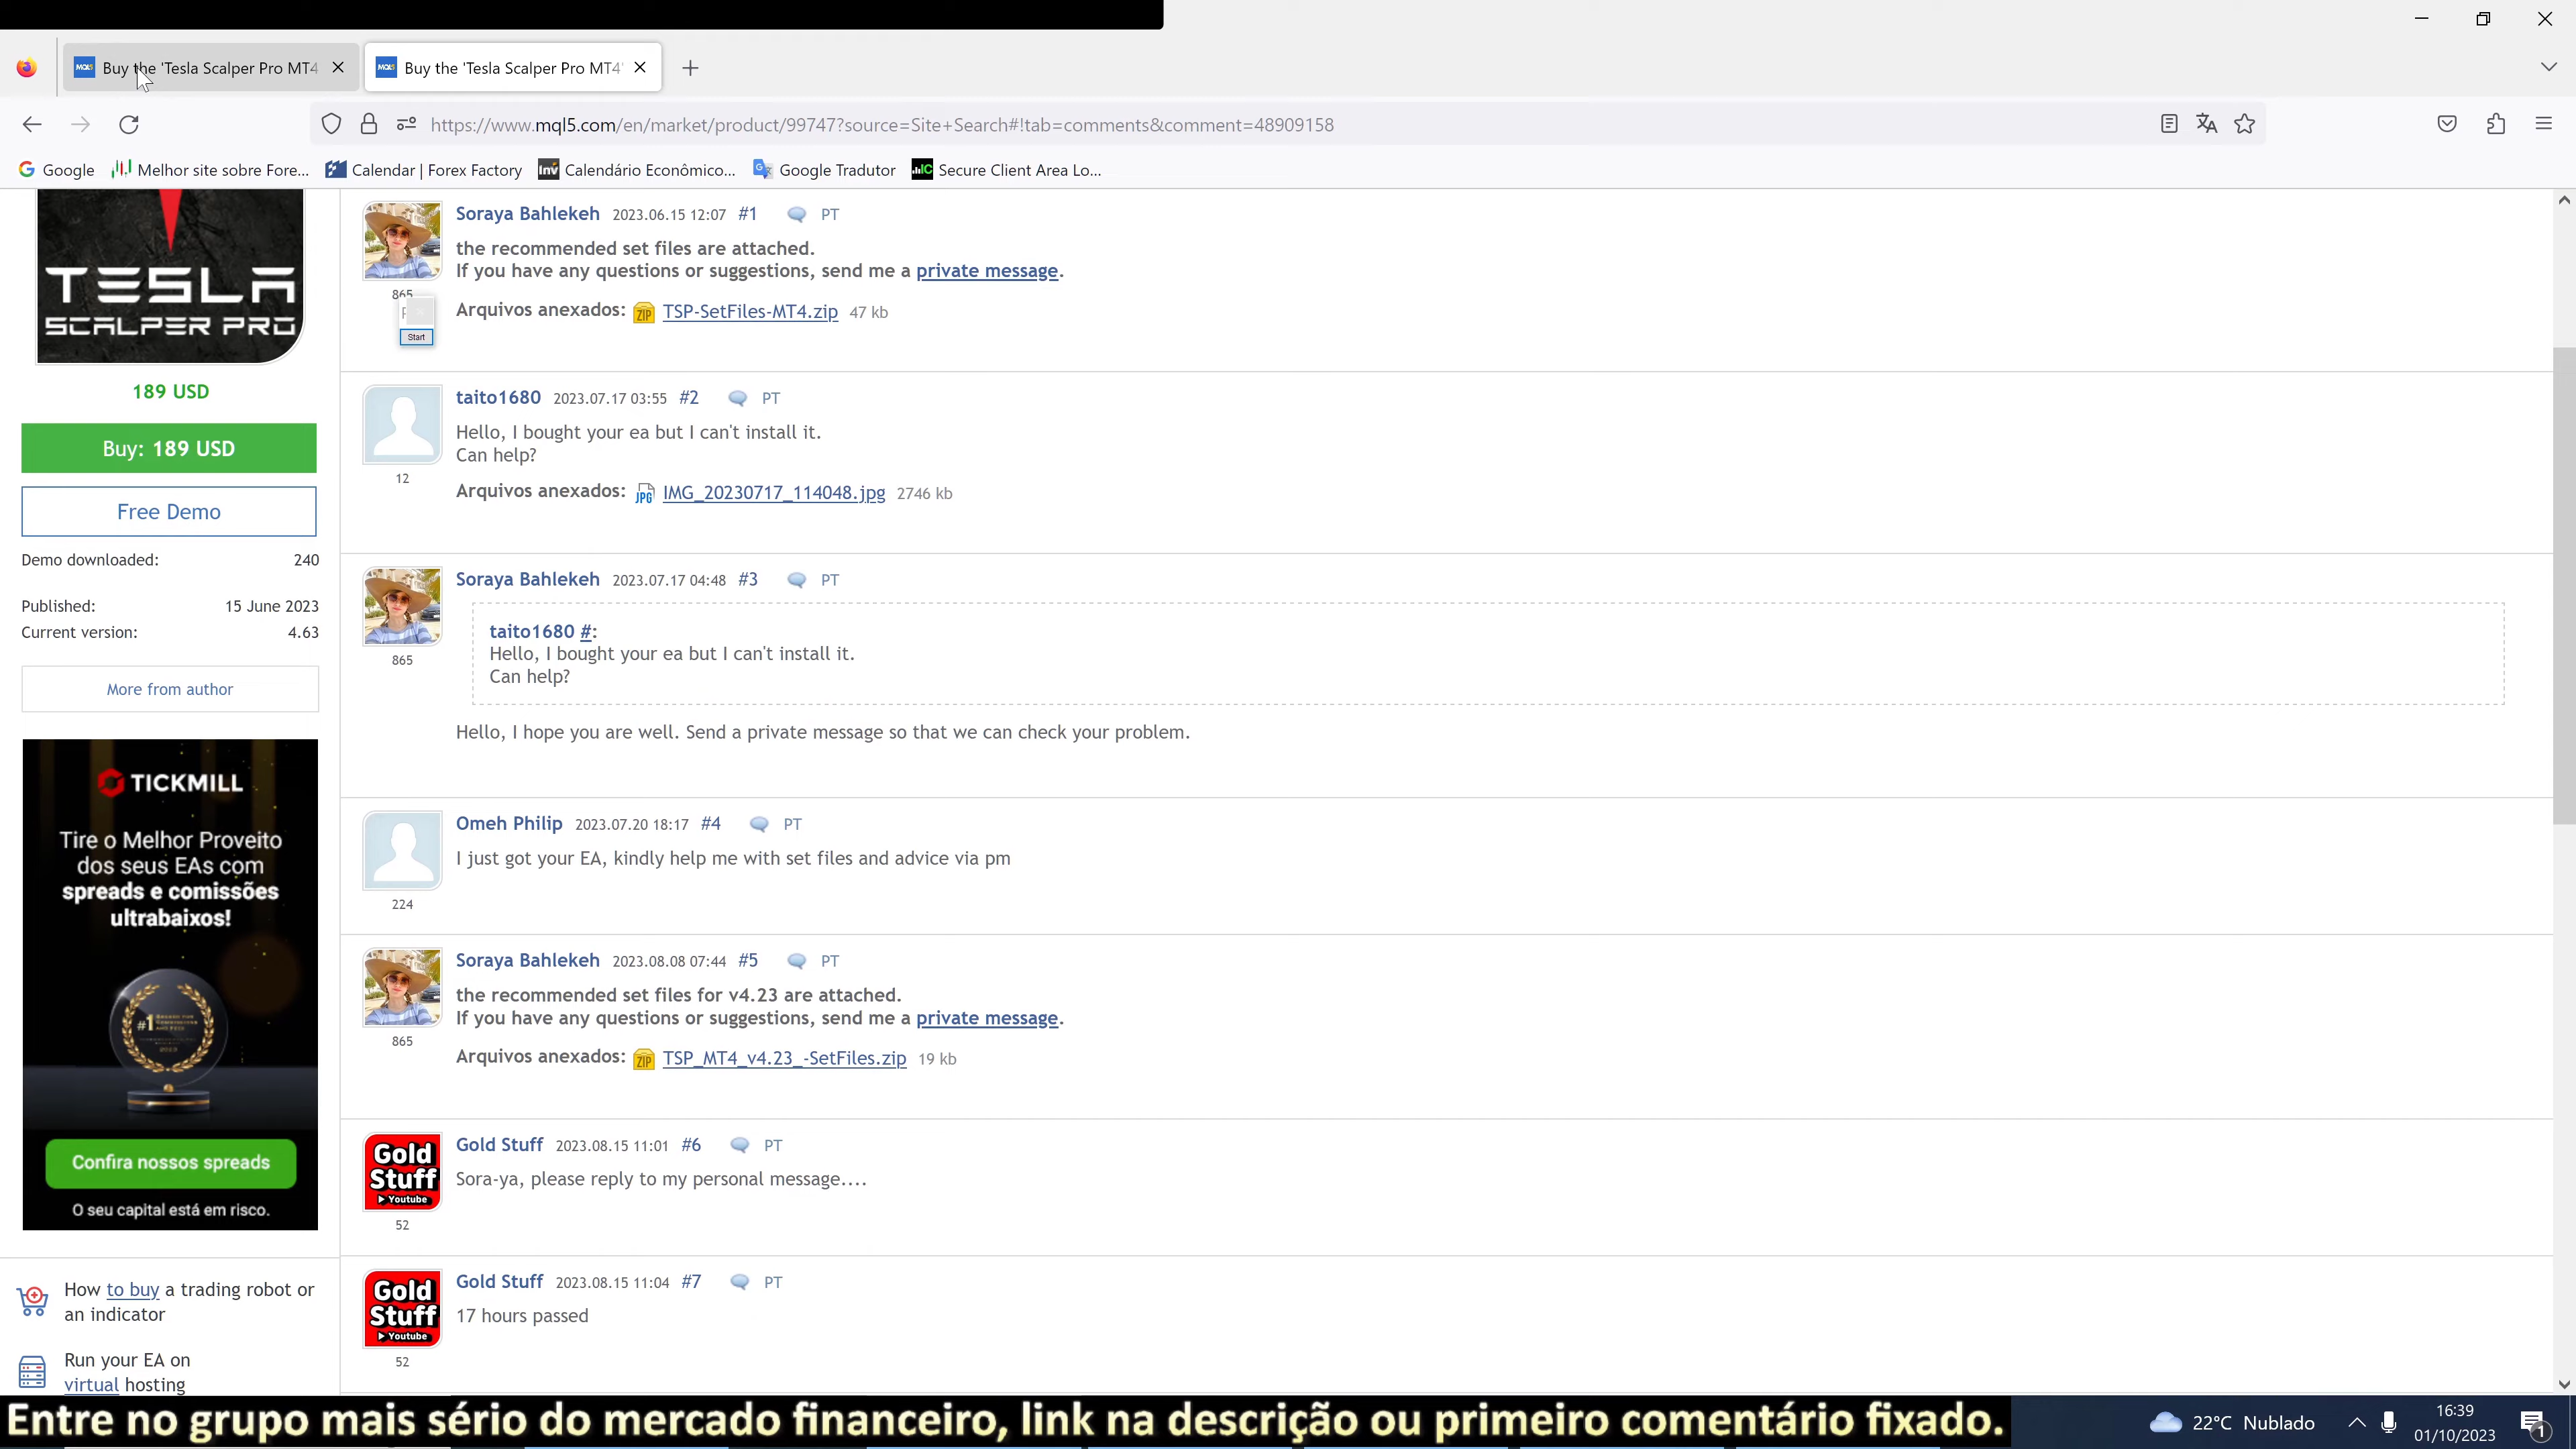 Buy the 'Tesla Scalper Pro MT4
Buy the 'Tesla Scalper Pro MT4'
https://www.mql5.com/en/market/product/99747?source=Site+Search#!tab=comments&comment=48909158
Google
Melhor site sobre Fore...
Calendar | Forex Factory
Calendário Econômico...
Google Tradutor
Secure Client Area Lo...
TESLA
SCALPER PRO
189 USD
Buy: 189 USD
Free Demo
Demo downloaded: 240
Published: 15 June 2023
Current version: 4.63
More from author
TICKMILL
Tire o Melhor Proveito
dos seus EAs com
spreads e comissões
ultrabaixos!
#1
Confira nossos spreads
O seu capital está em risco.
How to buy a trading robot or
an indicator
Run your EA on
virtual hosting
Soraya Bahlekeh 2023.06.15 12:07 #1 PT
the recommended set files are attached.
If you have any questions or suggestions, send me a private message.
865
Arquivos anexados: ZIP TSP-SetFiles-MT4.zip 47 kb
Start
taito1680 2023.07.17 03:55 #2 PT
Hello, I bought your ea but I can't install it.
Can help?
12
Arquivos anexados: JPG IMG_20230717_114048.jpg 2746 kb
Soraya Bahlekeh 2023.07.17 04:48 #3 PT
taito1680 #:
Hello, I bought your ea but I can't install it.
Can help?
865
Hello, I hope you are well. Send a private message so that we can check your problem.
Omeh Philip 2023.07.20 18:17 #4 PT
I just got your EA, kindly help me with set files and advice via pm
224
Soraya Bahlekeh 2023.08.08 07:44 #5 PT
the recommended set files for v4.23 are attached.
If you have any questions or suggestions, send me a private message.
865
Arquivos anexados: ZIP TSP_MT4_v4.23_-SetFiles.zip 19 kb
Gold Stuff 2023.08.15 11:01 #6 PT
Gold
Stuff
Youtube
Sora-ya, please reply to my personal message....
52
Gold Stuff 2023.08.15 11:04 #7 PT
Gold
Stuff
Youtube
17 hours passed
52
Entre no grupo mais sério do mercado financeiro, link na descrição ou primeiro comentário fixado.
22°C Nublado
16:39
01/10/2023
1